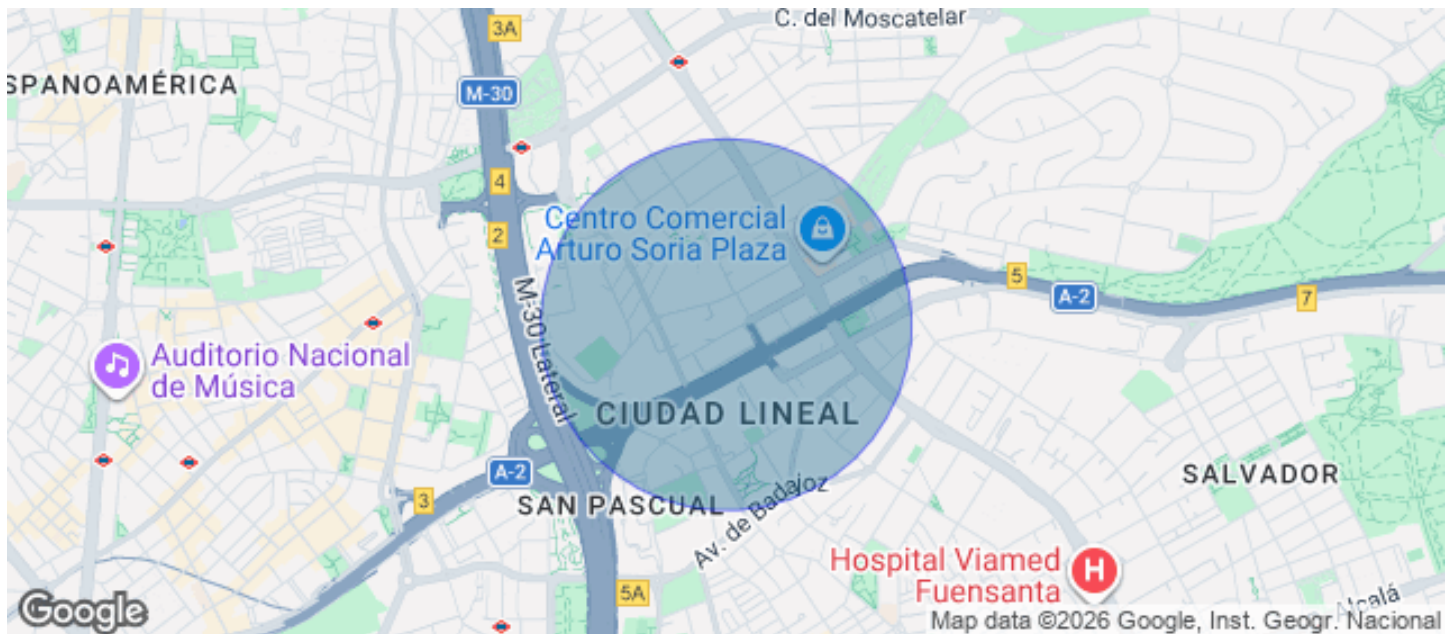 3A
C. del Moscatelar
SPANOAMÉRICA
M-30
4
Centro Comercial
Arturo Soria Plaza
2
5
A-2
7
M-30 Lateral
Auditorio Nacional
de Música
CIUDAD LINEAL
A-2
SALVADOR
3
SAN PASCUAL
Av. de Badajoz
Hospital Viamed
Fuensanta
5A
Alcalá
Google
Map data ©2026 Google, Inst. Geogr. Nacional